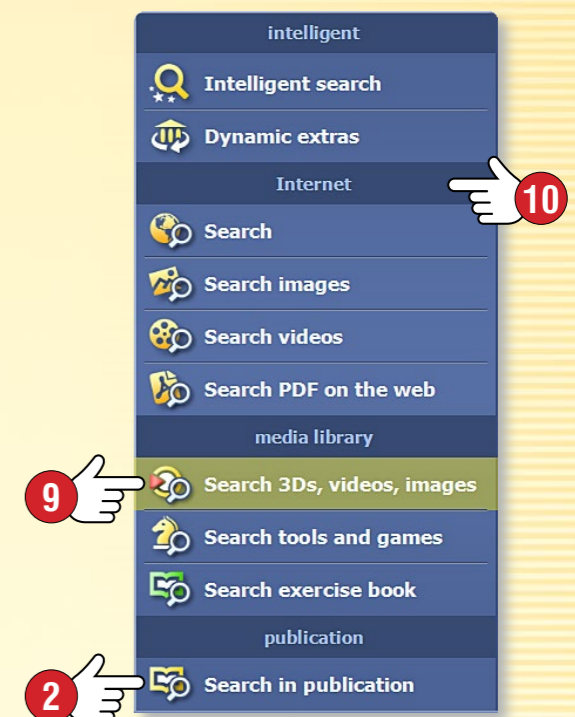 intelligent
Intelligent search
Dynamic extras
Internet
10
Search
Search images
Search videos
Search PDF on the web
media library
9
Search 3Ds, videos, images
Search tools and games
Search exercise book
publication
2
Search in publication